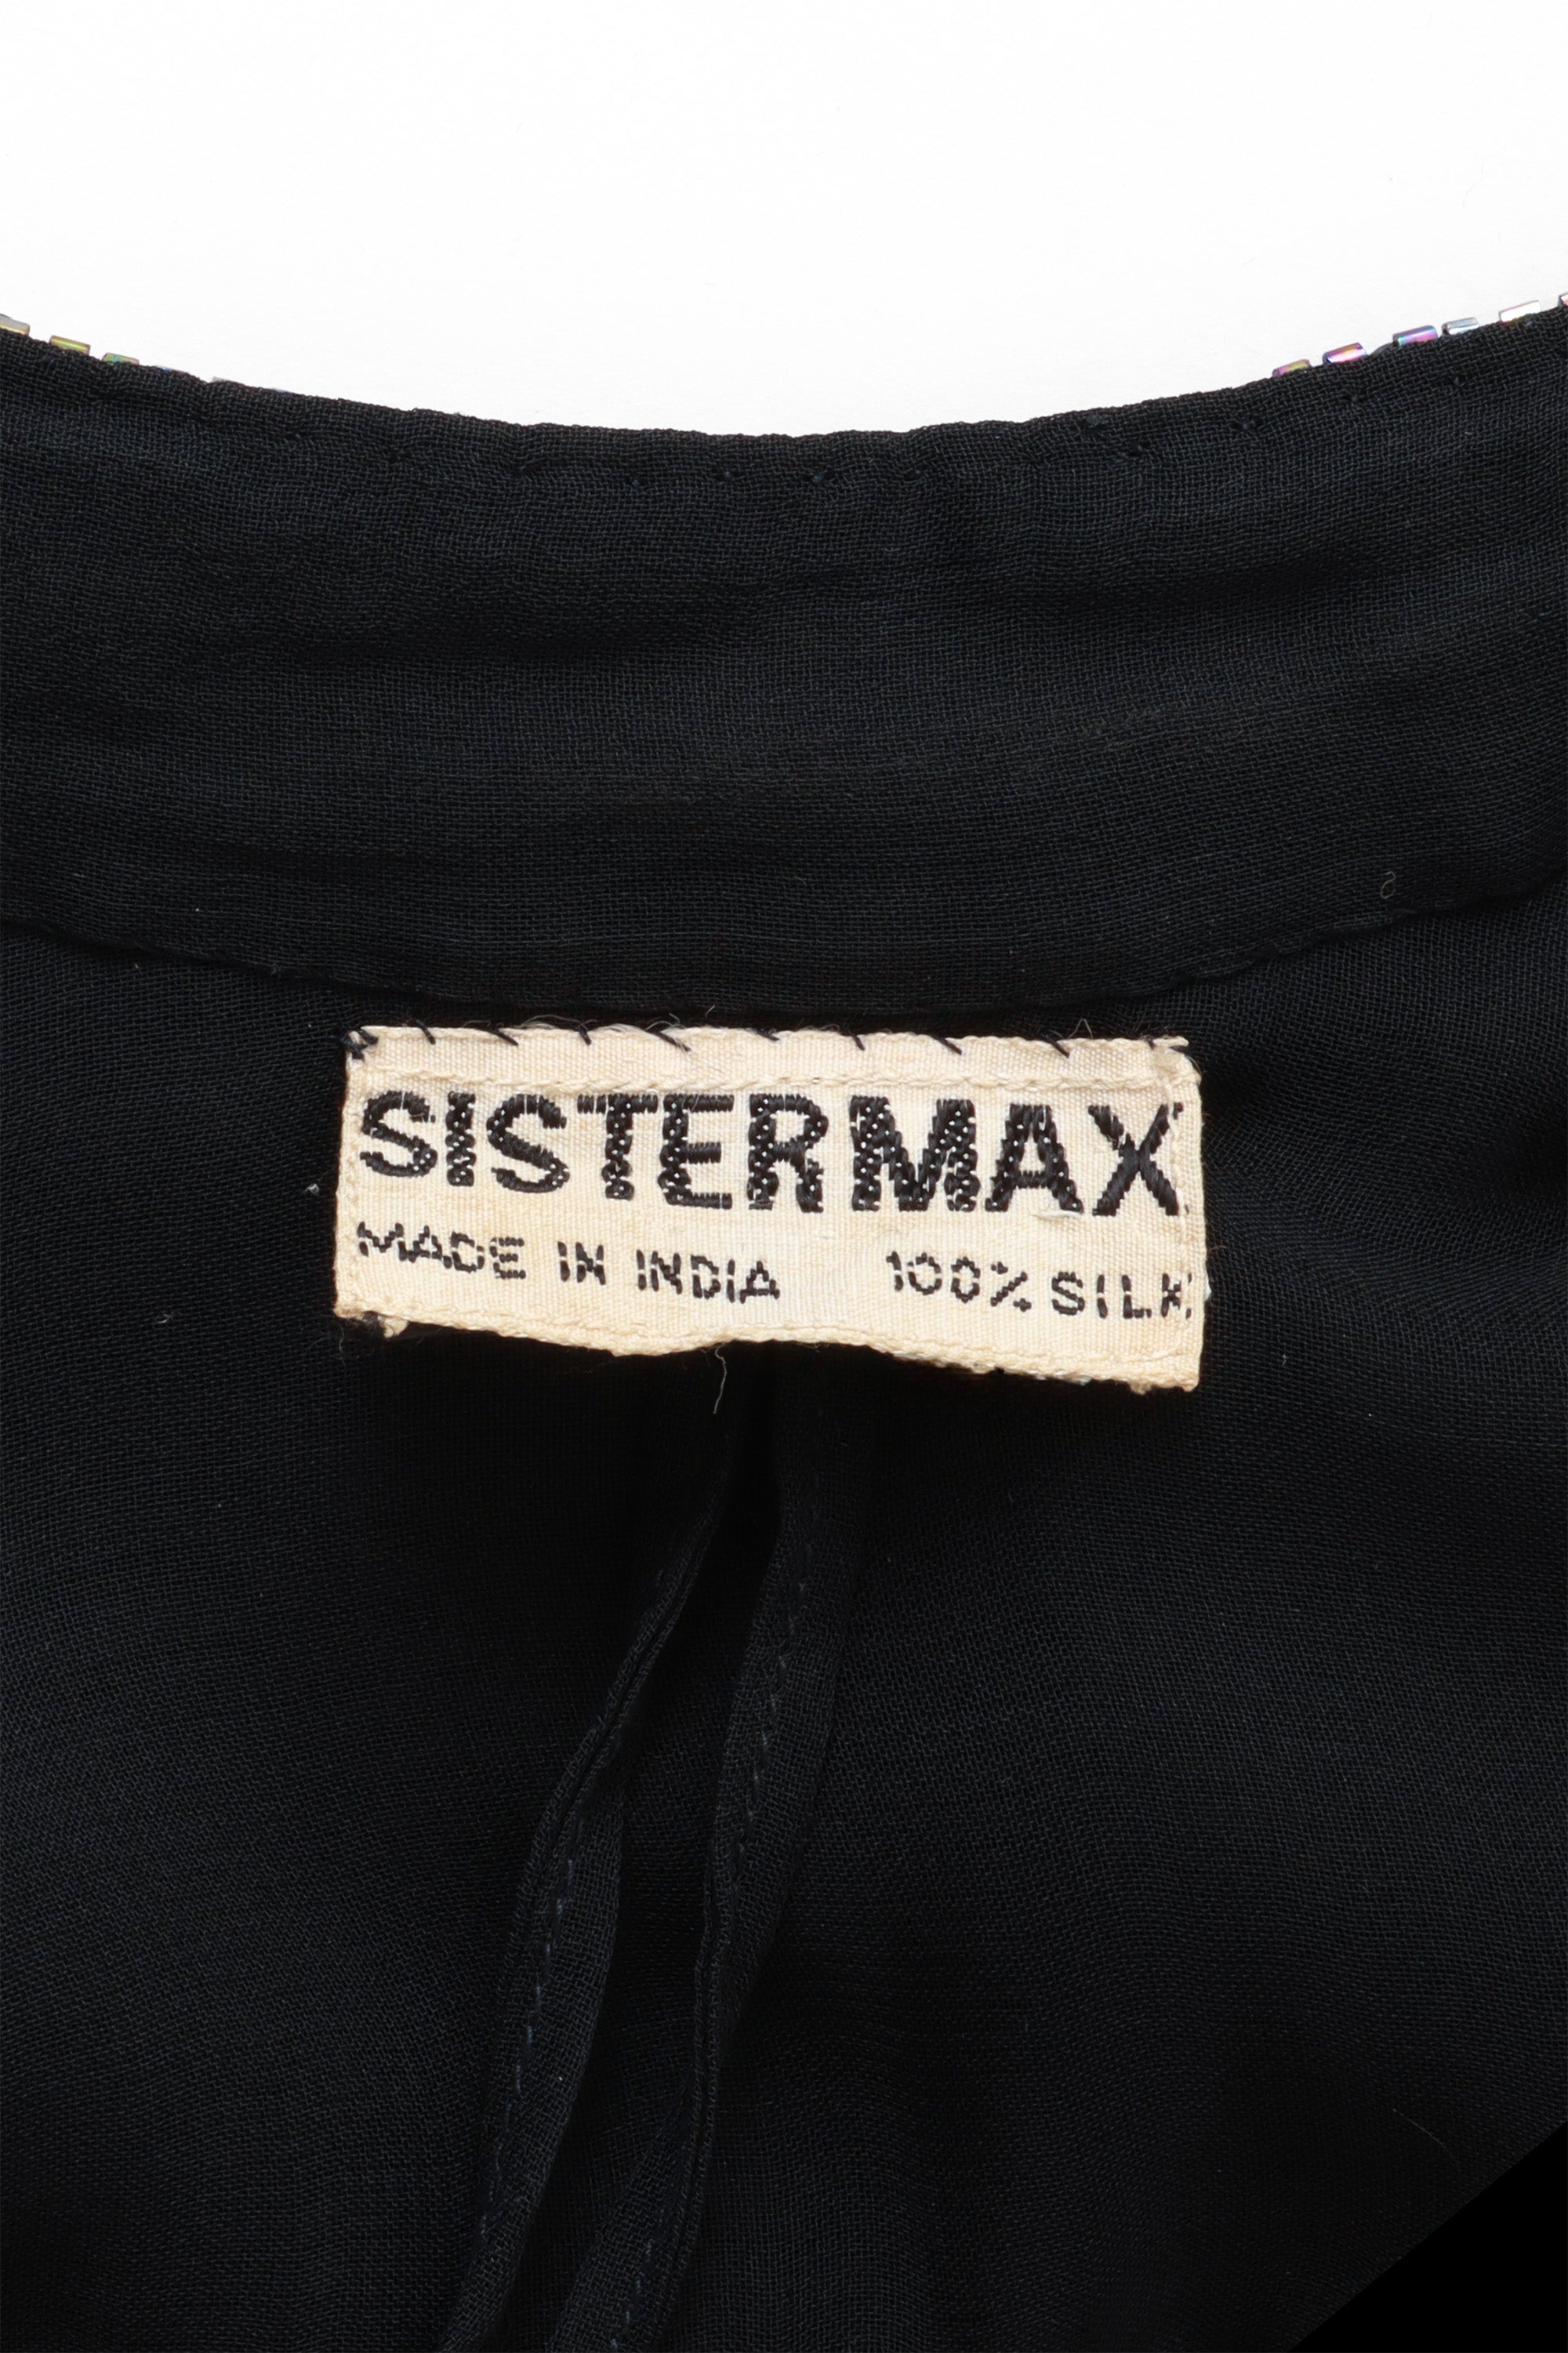 SISTERMAX
MADE IN INDIA 100% SILK